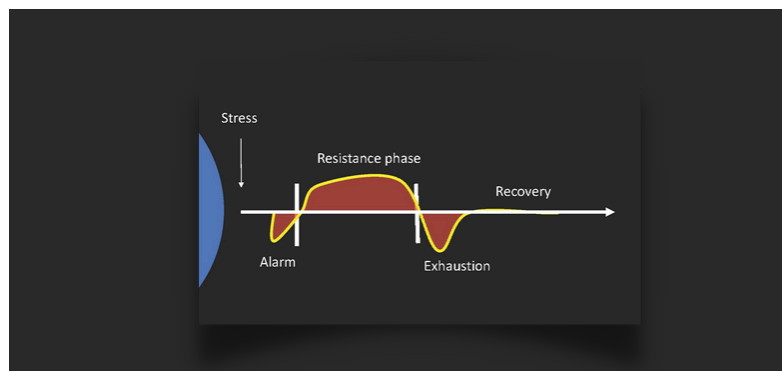 Stress
Resistance phase
Recovery
Alarm
Exhaustion